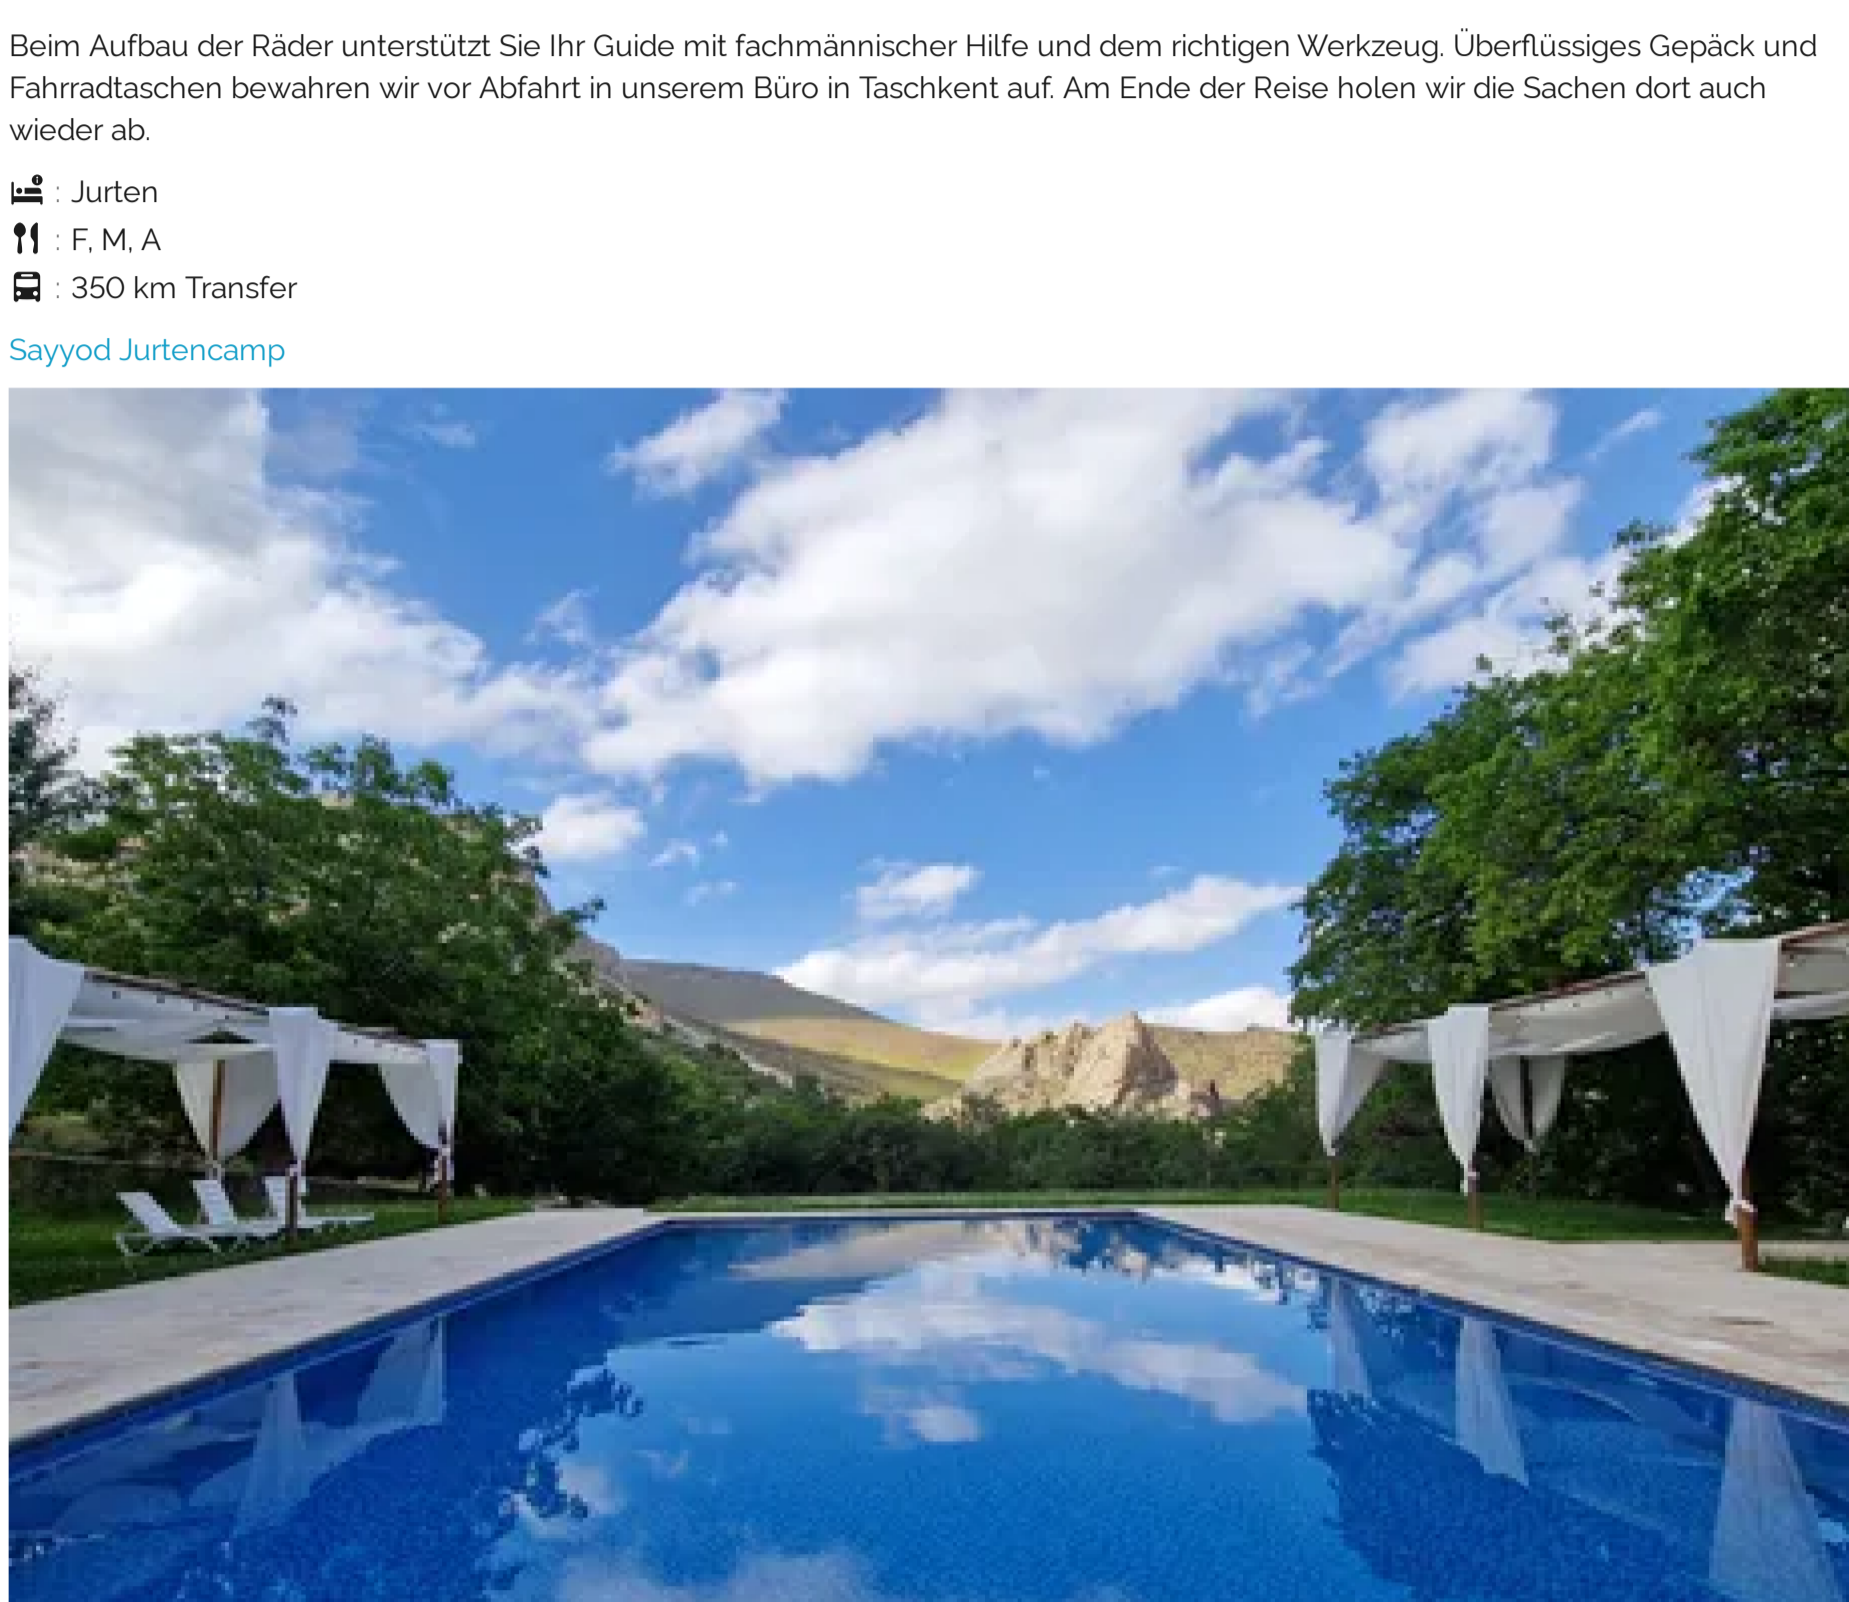 Beim Aufbau der Räder unterstützt Sie Ihr Guide mit fachmännischer Hilfe und dem richtigen Werkzeug. Überflüssiges Gepäck und
Fahrradtaschen bewahren wir vor Abfahrt in unserem Büro in Taschkent auf. Am Ende der Reise holen wir die Sachen dort auch
wieder ab.
: Jurten
: F, M, A
: 350 km Transfer
Sayyod Jurtencamp